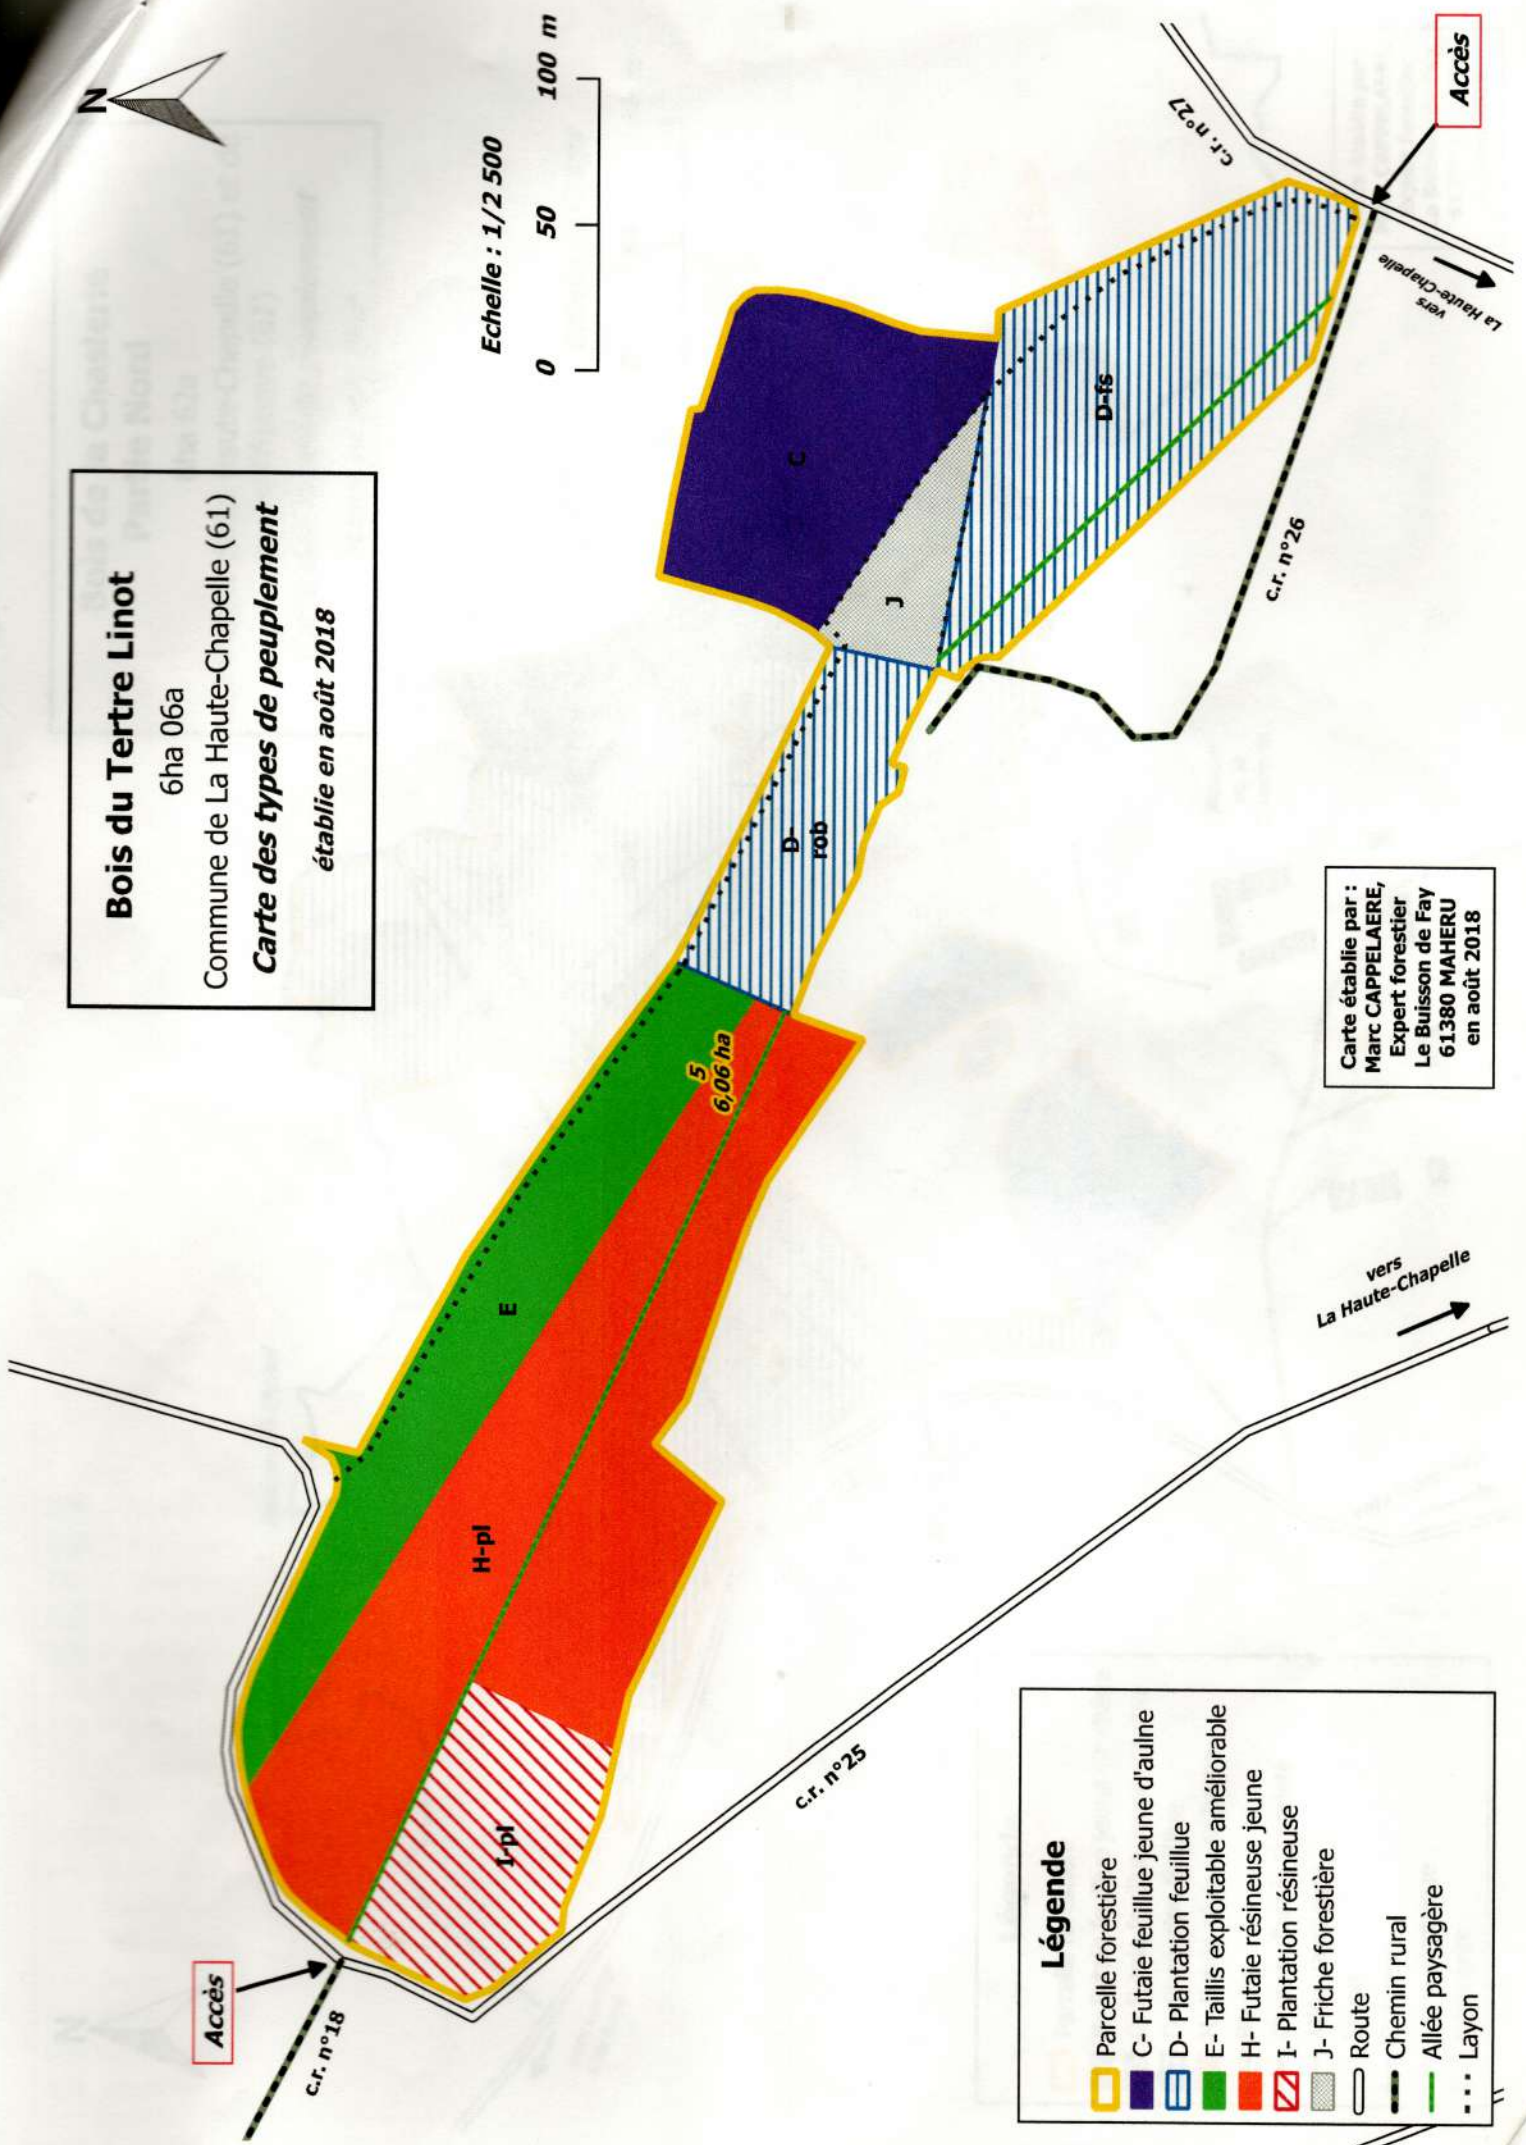 N
Bois du Tertre Linot
6ha 06a
Commune de La Haute-Chapelle (61)
Carte des types de peuplement
établie en août 2018
Echelle : 1/2 500
0 50 100 m
Accès
c.r. n°18
I-pl
H-pl
E
5
6,06 ha
D-
rob
J
C
D-fs
c.r. n°27
Accès
vers
La Haute-Chapelle
c.r. n°26
c.r. n°25
vers
La Haute-Chapelle
Légende
Parcelle forestière
C- Futaie feuillue jeune d'aulne
D- Plantation feuillue
E- Taillis exploitable améliorable
H- Futaie résineuse jeune
I- Plantation résineuse
J- Friche forestière
Route
Chemin rural
Allée paysagère
Layon
Carte établie par :
Marc CAPPELAERE,
Expert forestier
Le Buisson de Fay
61380 MAHERU
en août 2018